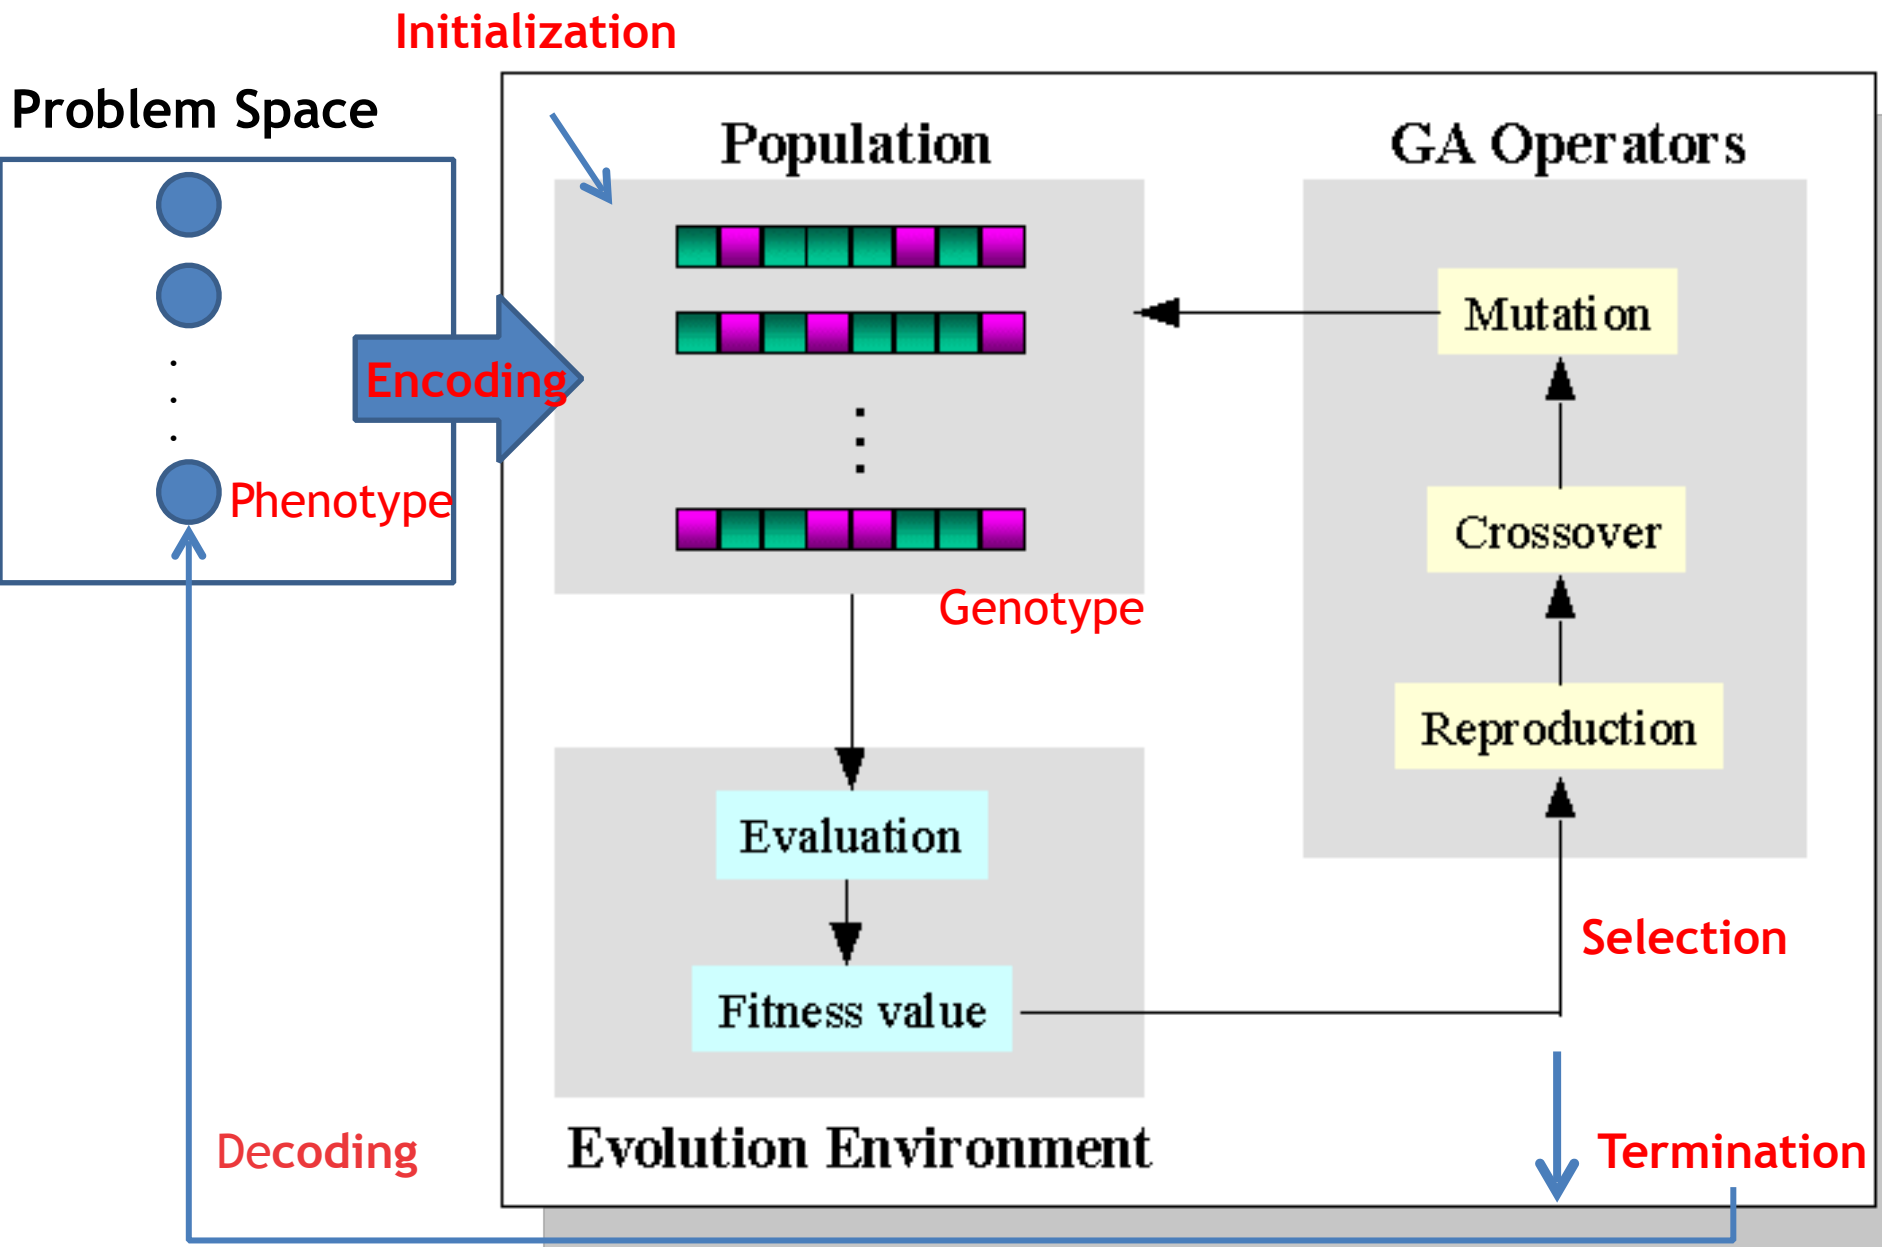 Initialization
Problem Space
Population
GA Operators
Mutation
Encoding
Phenotype
Crossover
Genotype
Reproduction
Evaluation
Selection
Fitness value
Decoding
Evolution Environment
Termination